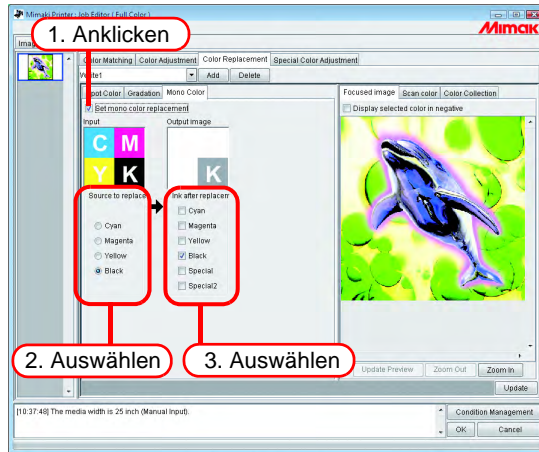 Mimaki Printer : Job Editor ( Full Color )
Mimaki
1. Anklicken
Color Matching Color Adjustment Color Replacement Special Color Adjustment
Add Delete
Spot Color Gradation Mono Color
Focused image Scan color Color Collection
Set mono color replacement
Display selected color in negative
Input Output image
C M
Y K K
Source to replace Ink after replacem
Cyan Cyan
Magenta Magenta
Yellow Yellow
Black Black
Special
Special2
2. Auswählen 3. Auswählen
Update Preview Zoom Out Zoom In
Update
[10:37:48] The media width is 25 inch (Manual Input).
Condition Management
OK Cancel